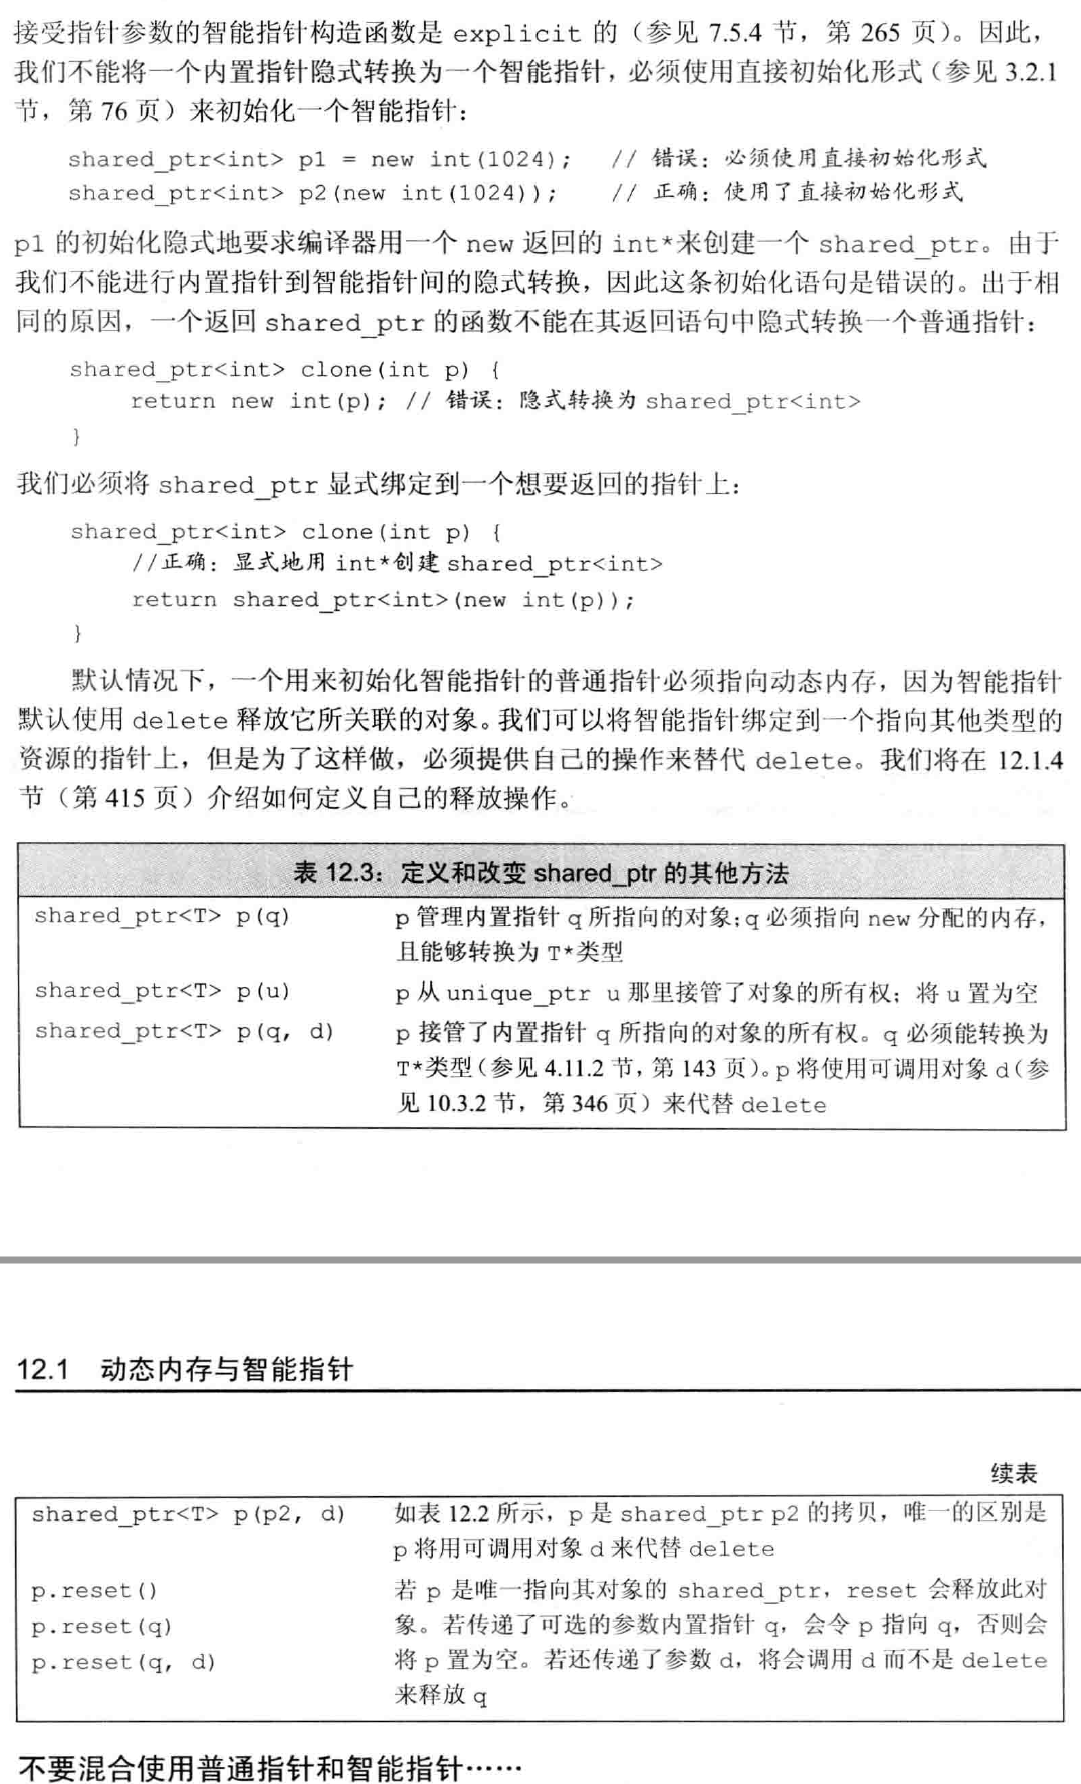 接受指针参数的智能指针构造函数是 explicit 的（参见 7.5.4 节，第 265 页）。因此，
我们不能将一个内置指针隐式转换为一个智能指针，必须使用直接初始化形式（参见 3.2.1
节，第 76 页）来初始化一个智能指针：
shared_ptr<int> p1 = new int(1024); // 错误：必须使用直接初始化形式
shared_ptr<int> p2(new int(1024)); // 正确：使用了直接初始化形式
p1 的初始化隐式地要求编译器用一个 new 返回的 int*来创建一个 shared_ptr。由于
我们不能进行内置指针到智能指针间的隐式转换，因此这条初始化语句是错误的。出于相
同的原因，一个返回 shared_ptr 的函数不能在其返回语句中隐式转换一个普通指针：
shared_ptr<int> clone(int p) {
return new int(p); // 错误：隐式转换为 shared_ptr<int>
}
我们必须将 shared_ptr 显式绑定到一个想要返回的指针上：
shared_ptr<int> clone(int p) {
//正确：显式地用 int*创建 shared_ptr<int>
return shared_ptr<int>(new int(p));
}
默认情况下，一个用来初始化智能指针的普通指针必须指向动态内存，因为智能指针
默认使用 delete 释放它所关联的对象。我们可以将智能指针绑定到一个指向其他类型的
资源的指针上，但是为了这样做，必须提供自己的操作来替代 delete。我们将在 12.1.4
节（第 415 页）介绍如何定义自己的释放操作。
表 12.3：定义和改变 shared_ptr 的其他方法
shared_ptr<T> p(q) p 管理内置指针 q 所指向的对象；q 必须指向 new 分配的内存，
且能够转换为 T*类型
shared_ptr<T> p(u) p 从 unique_ptr u 那里接管了对象的所有权；将 u 置为空
shared_ptr<T> p(q, d) p 接管了内置指针 q 所指向的对象的所有权。q 必须能转换为
T*类型（参见 4.11.2 节，第 143 页）。p 将使用可调用对象 d（参
见 10.3.2 节，第 346 页）来代替 delete
12.1 动态内存与智能指针
续表
shared_ptr<T> p(p2, d) 如表 12.2 所示，p 是 shared_ptr p2 的拷贝，唯一的区别是
p 将用可调用对象 d 来代替 delete
p.reset() 若 p 是唯一指向其对象的 shared_ptr，reset 会释放此对
p.reset(q) 象。若传递了可选的参数内置指针 q，会令 p 指向 q，否则会
p.reset(q, d) 将 p 置为空。若还传递了参数 d，将会调用 d 而不是 delete
来释放 q
不要混合使用普通指针和智能指针……